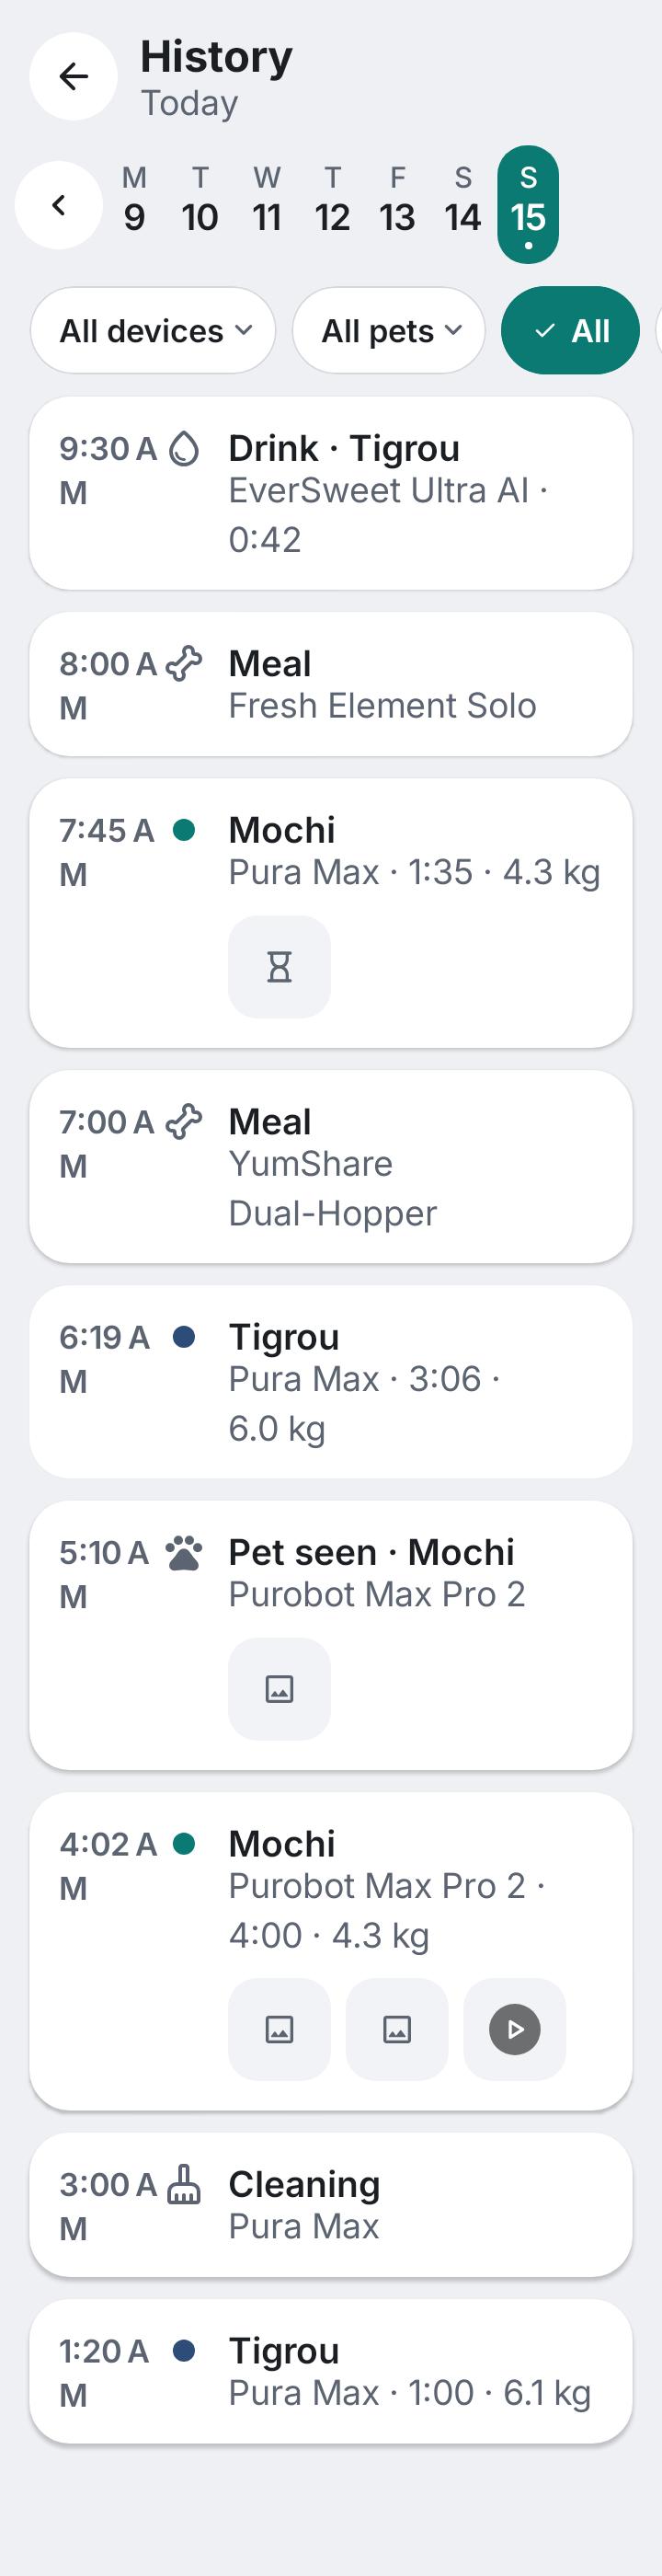 History
Today
M T W T F S S
9 10 11 12 13 14 15
All devices All pets All
9:30 A
M
Drink · Tigrou
EverSweet Ultra AI ·
0:42
8:00 A
M
Meal
Fresh Element Solo
7:45 A
M
Mochi
Pura Max · 1:35 · 4.3 kg
7:00 A
M
Meal
YumShare
Dual-Hopper
6:19 A
M
Tigrou
Pura Max · 3:06 ·
6.0 kg
5:10 A
M
Pet seen · Mochi
Purobot Max Pro 2
4:02 A
M
Mochi
Purobot Max Pro 2 ·
4:00 · 4.3 kg
3:00 A
M
Cleaning
Pura Max
1:20 A
M
Tigrou
Pura Max · 1:00 · 6.1 kg